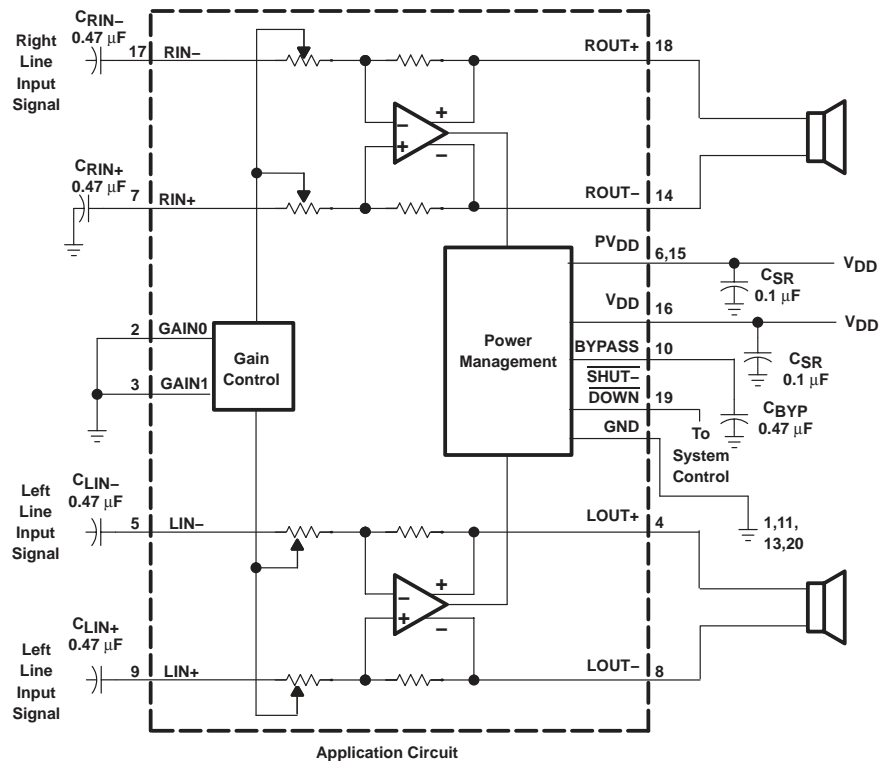 CRIN–
0.47 µF
Right
Line
Input
Signal
17
RIN–
ROUT+
18
CRIN+
0.47 µF
7
RIN+
ROUT–
14
–
+
+
–
PVDD
6,15
VDD
CSR
0.1 µF
VDD
16
VDD
CSR
0.1 µF
2
GAIN0
3
GAIN1
Gain
Control
Power
Management
BYPASS
10
SHUT–
DOWN
19
GND
CBYP
0.47 µF
To
System
Control
1,11,
13,20
CLIN–
0.47 µF
Left
Line
Input
Signal
5
LIN–
LOUT+
4
–
+
+
–
CLIN+
0.47 µF
Left
Line
Input
Signal
9
LIN+
LOUT–
8
Application Circuit